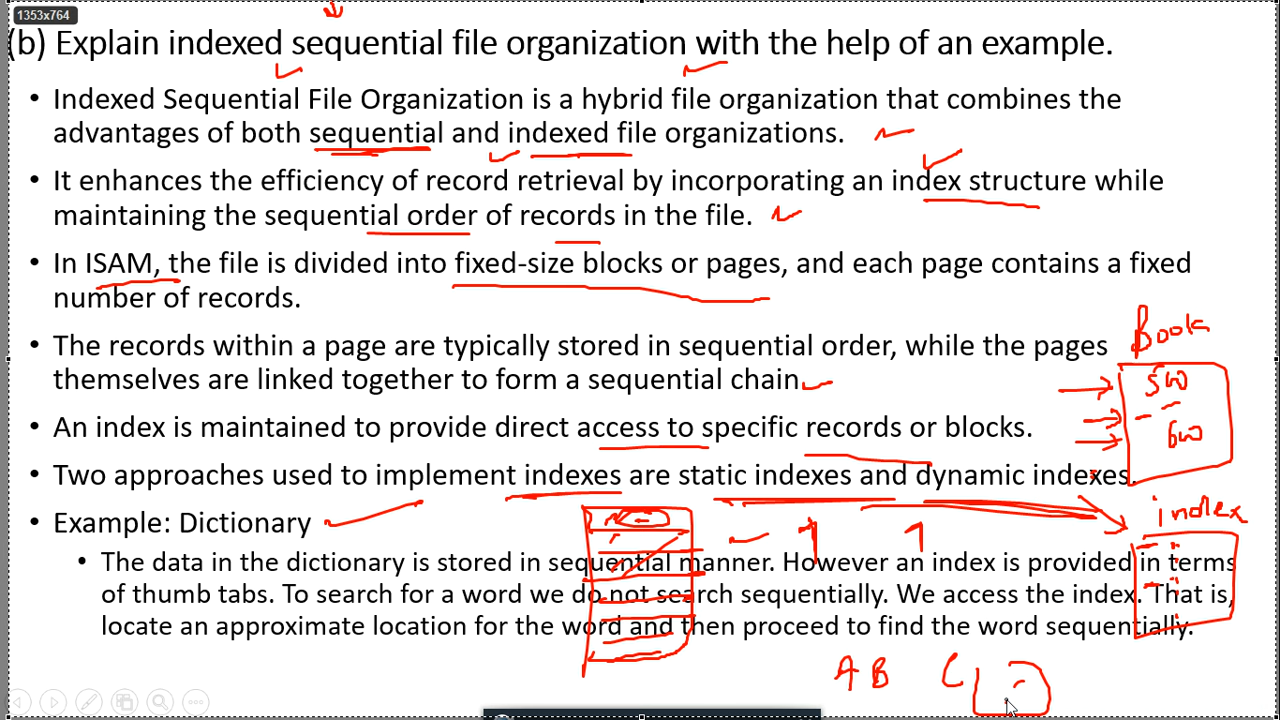 1353x764
(b) Explain indexed sequential file organization with the help of an example.
• Indexed Sequential File Organization is a hybrid file organization that combines the
advantages of both sequential and indexed file organizations.
• It enhances the efficiency of record retrieval by incorporating an index structure while
maintaining the sequential order of records in the file.
• In ISAM, the file is divided into fixed-size blocks or pages, and each page contains a fixed
number of records.
• The records within a page are typically stored in sequential order, while the pages
themselves are linked together to form a sequential chain.
Book
500
600
• An index is maintained to provide direct access to specific records or blocks.
• Two approaches used to implement indexes are static indexes and dynamic indexes.
index
• Example: Dictionary
• The data in the dictionary is stored in sequential manner. However an index is provided in terms
of thumb tabs. To search for a word we do not search sequentially. We access the index. That is,
locate an approximate location for the word and then proceed to find the word sequentially.
A B C